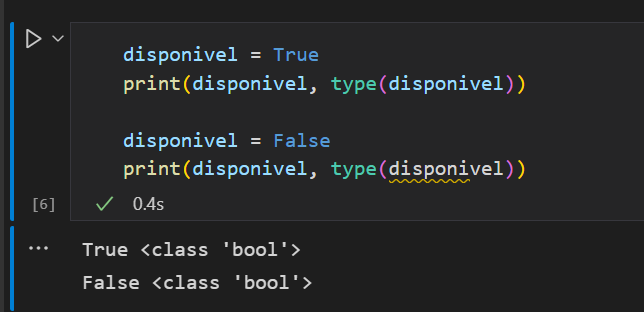 disponivel = True
print(disponivel, type(disponivel))
disponivel = False
print(disponivel, type(disponivel))
[6] 0.4s
True <class 'bool'>
False <class 'bool'>